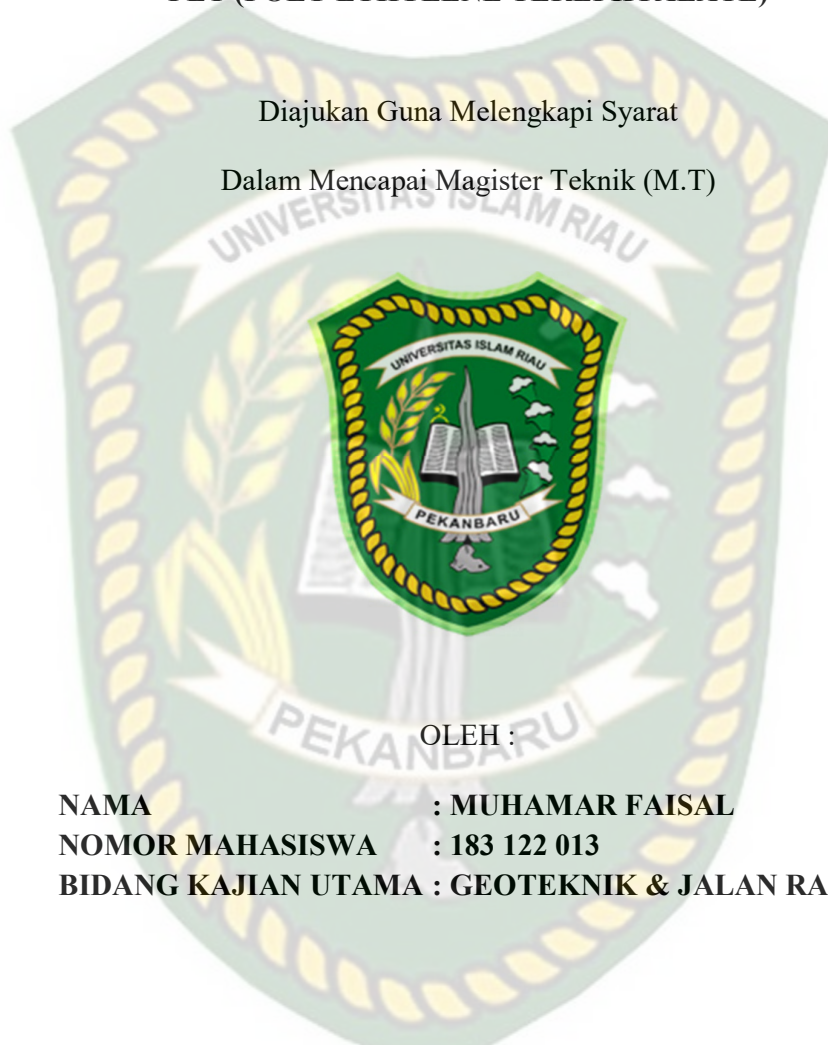 Diajukan Guna Melengkapi Syarat
Dalam Mencapai Magister Teknik (M.T)
UNIVERSITAS ISLAM RIAU
UNIVERSITAS ISLAM RIAU
PEKANBARU
PEKANBARU
OLEH :
NAMA : MUHAMAR FAISAL
NOMOR MAHASISWA : 183 122 013
BIDANG KAJIAN UTAMA : GEOTEKNIK & JALAN RA